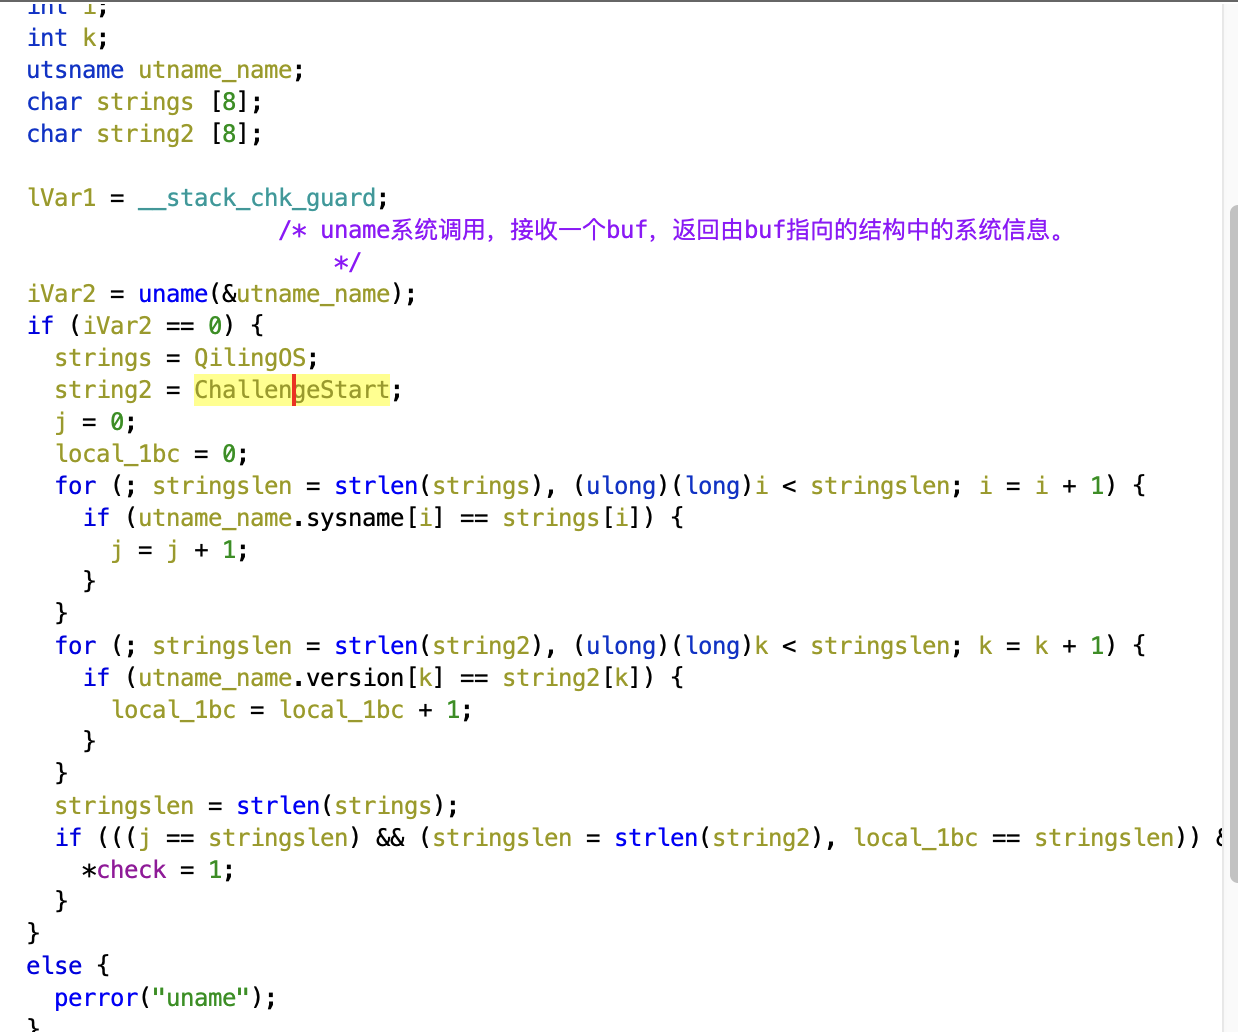 int i;
int k;
utsname utname_name;
char strings [8];
char string2 [8];
lVar1 = __stack_chk_guard;
/* uname系统调用，接收一个buf，返回由buf指向的结构中的系统信息。
*/
iVar2 = uname(&utname_name);
if (iVar2 == 0) {
strings = QilingOS;
string2 = ChallengeStart;
j = 0;
local_1bc = 0;
for (; stringslen = strlen(strings), (ulong)(long)i < stringslen; i = i + 1) {
if (utname_name.sysname[i] == strings[i]) {
j = j + 1;
}
}
for (; stringslen = strlen(string2), (ulong)(long)k < stringslen; k = k + 1) {
if (utname_name.version[k] == string2[k]) {
local_1bc = local_1bc + 1;
}
}
stringslen = strlen(strings);
if (((j == stringslen) && (stringslen = strlen(string2), local_1bc == stringslen)) &
*check = 1;
}
}
else {
perror("uname");
}